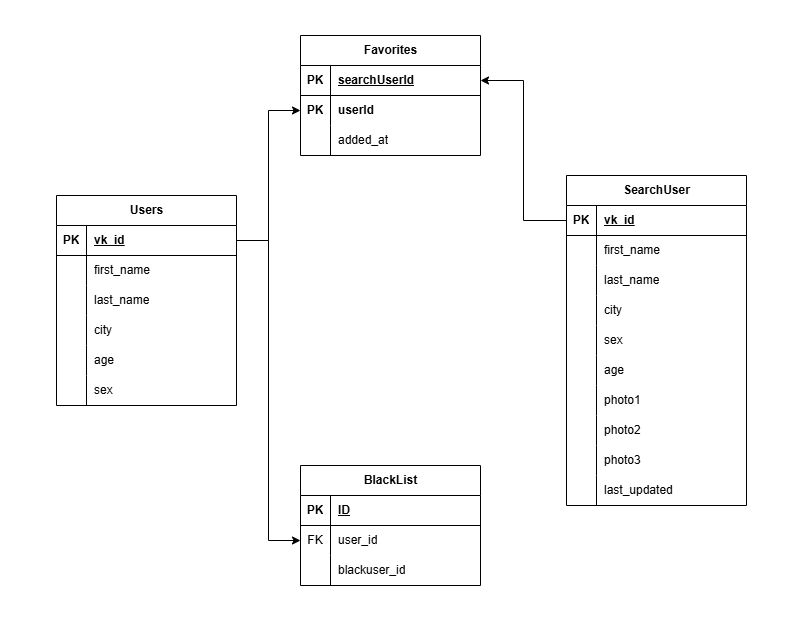 Favorites
PK searchUserId
PK userId
added_at
Users
PK vk_id
first_name
last_name
city
age
sex
SearchUser
PK vk_id
first_name
last_name
city
sex
age
photo1
photo2
photo3
last_updated
BlackList
PK ID
FK user_id
blackuser_id